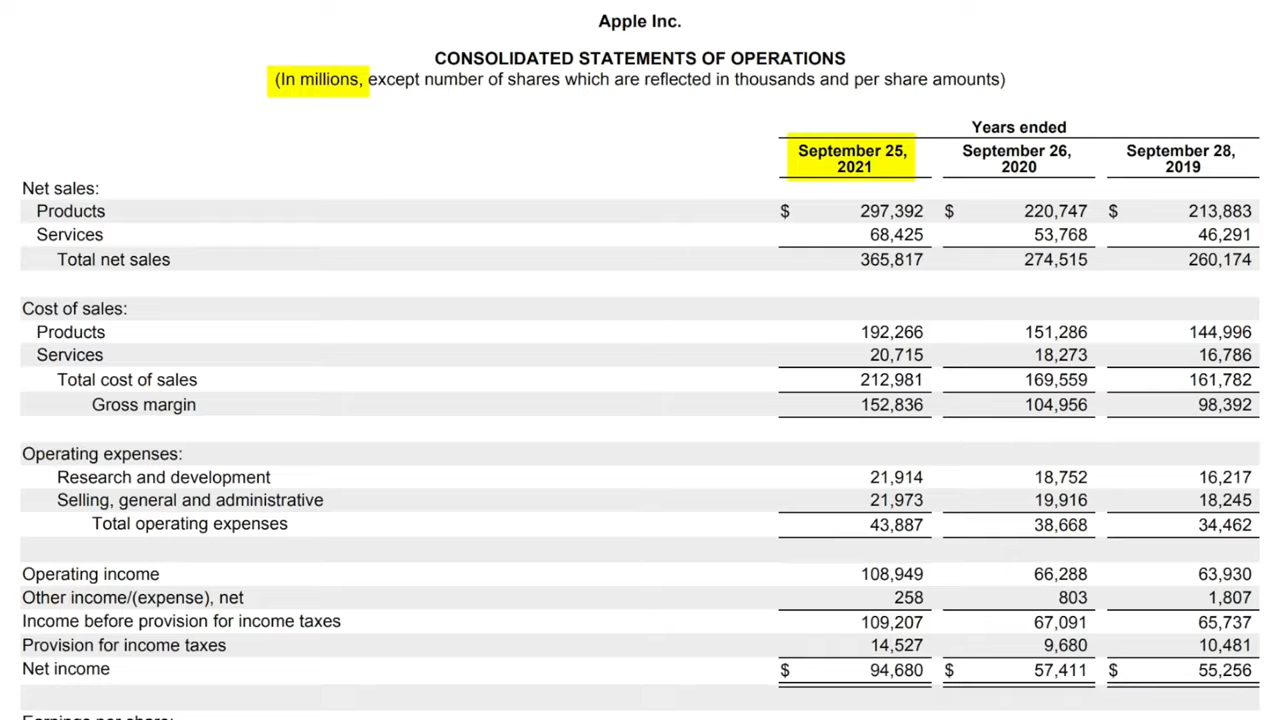 Apple Inc.
CONSOLIDATED STATEMENTS OF OPERATIONS
(In millions, except number of shares which are reflected in thousands and per share amounts)
Years ended
September 25, 2021 September 26, 2020 September 28, 2019
Net sales:
Products $ 297,392 $ 220,747 $ 213,883
Services 68,425 53,768 46,291
Total net sales 365,817 274,515 260,174
Cost of sales:
Products 192,266 151,286 144,996
Services 20,715 18,273 16,786
Total cost of sales 212,981 169,559 161,782
Gross margin 152,836 104,956 98,392
Operating expenses:
Research and development 21,914 18,752 16,217
Selling, general and administrative 21,973 19,916 18,245
Total operating expenses 43,887 38,668 34,462
Operating income 108,949 66,288 63,930
Other income/(expense), net 258 803 1,807
Income before provision for income taxes 109,207 67,091 65,737
Provision for income taxes 14,527 9,680 10,481
Net income $ 94,680 $ 57,411 $ 55,256
Earnings per share: